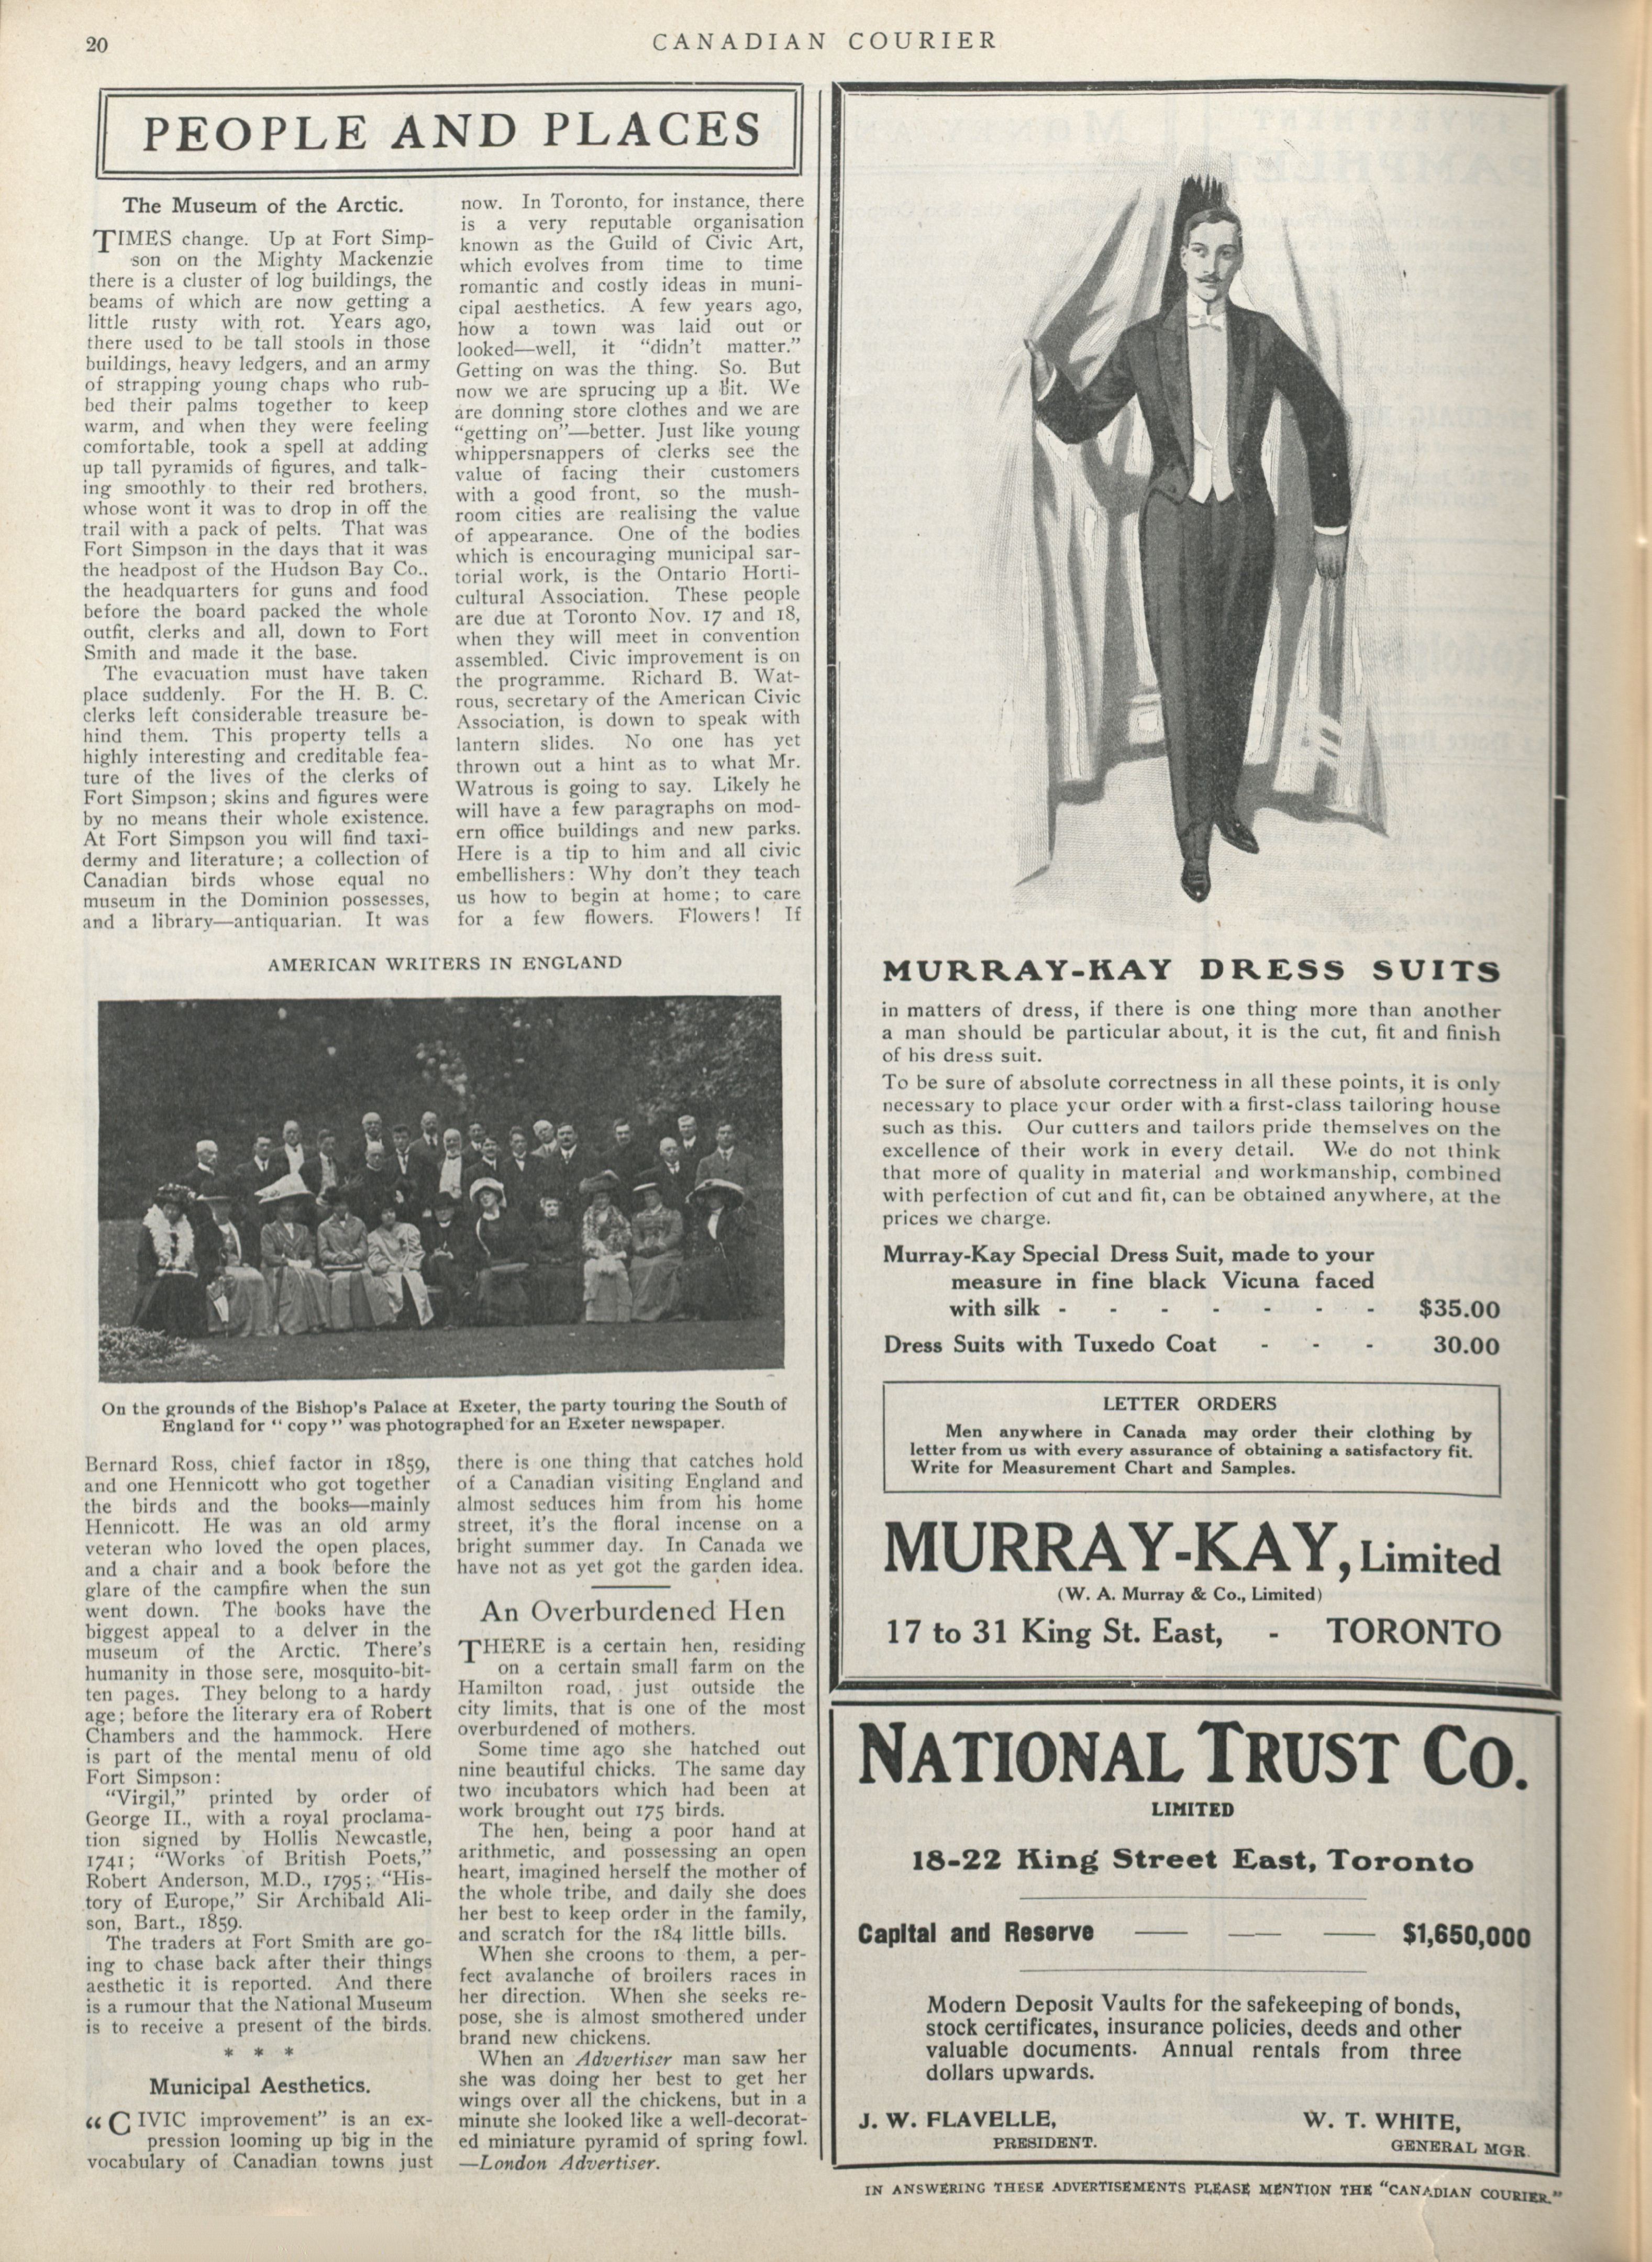 20
CANADIAN COURIER
PEOPLE AND PLACES
The Museum of the Arctic.
TIMES change. Up at Fort Simp-
son on the Mighty Mackenzie
there is a cluster of log buildings, the
beams of which are now getting a
little rusty with rot. Years ago,
there used to be tall stools in those
buildings, heavy ledgers, and an army
of strapping young chaps who rub-
bed their palms together to keep
warm, and when they were feeling
comfortable, took a spell at adding
up tall pyramids of figures, and talk-
ing smoothly to their red brothers,
whose wont it was to drop in off the
trail with a pack of pelts. That was
Fort Simpson in the days that it was
the headpost of the Hudson Bay Co.,
the headquarters for guns and food
before the board packed the whole
outfit, clerks and all, down to Fort
Smith and made it the base.
The evacuation must have taken
place suddenly. For the H. B. C.
clerks left considerable treasure be-
hind them. This property tells a
highly interesting and creditable fea-
ture of the lives of the clerks of
Fort Simpson; skins and figures were
by no means their whole existence.
At Fort Simpson you will find taxi-
dermy and literature; a collection of
Canadian birds whose equal no
museum in the Dominion possesses,
and a library—antiquarian. It was
now. In Toronto, for instance, there
is a very reputable organisation
known as the Guild of Civic Art,
which evolves from time to time
romantic and costly ideas in muni-
cipal aesthetics. A few years ago,
how a town was laid out or
looked—well, it "didn't matter."
Getting on was the thing. So. But
now we are sprucing up a bit. We
are donning store clothes and we are
"getting on"—better. Just like young
whippersnappers of clerks see the
value of facing their customers
with a good front, so the mush-
room cities are realising the value
of appearance. One of the bodies
which is encouraging municipal sar-
torial work, is the Ontario Horti-
cultural Association. These people
are due at Toronto Nov. 17 and 18,
when they will meet in convention
assembled. Civic improvement is on
the programme. Richard B. Wat-
rous, secretary of the American Civic
Association, is down to speak with
lantern slides. No one has yet
thrown out a hint as to what Mr.
Watrous is going to say. Likely he
will have a few paragraphs on mod-
ern office buildings and new parks.
Here is a tip to him and all civic
embellishers: Why don't they teach
us how to begin at home; to care
for a few flowers. Flowers! If
AMERICAN WRITERS IN ENGLAND
On the grounds of the Bishop's Palace at Exeter, the party touring the South of
England for "copy" was photographed for an Exeter newspaper.
Bernard Ross, chief factor in 1859,
and one Hennicott who got together
the birds and the books—mainly
Hennicott. He was an old army
veteran who loved the open places,
and a chair and a book before the
glare of the campfire when the sun
went down. The books have the
biggest appeal to a delver in the
museum of the Arctic. There's
humanity in those sere, mosquito-bit-
ten pages. They belong to a hardy
age; before the literary era of Robert
Chambers and the hammock. Here
is part of the mental menu of old
Fort Simpson:
"Virgil," printed by order of
George II., with a royal proclama-
tion signed by Hollis Newcastle,
1741; "Works of British Poets,"
Robert Anderson, M.D., 1795; "His-
tory of Europe," Sir Archibald Ali-
son, Bart., 1859.
The traders at Fort Smith are go-
ing to chase back after their things
aesthetic it is reported. And there
is a rumour that the National Museum
is to receive a present of the birds.
* * *
Municipal Aesthetics.
"CIVIC improvement" is an ex-
pression looming up big in the
vocabulary of Canadian towns just
there is one thing that catches hold
of a Canadian visiting England and
almost seduces him from his home
street, it's the floral incense on a
bright summer day. In Canada we
have not as yet got the garden idea.
An Overburdened Hen
THERE is a certain hen, residing
on a certain small farm on the
Hamilton road, just outside the
city limits, that is one of the most
overburdened of mothers.
Some time ago she hatched out
nine beautiful chicks. The same day
two incubators which had been at
work brought out 175 birds.
The hen, being a poor hand at
arithmetic, and possessing an open
heart, imagined herself the mother of
the whole tribe, and daily she does
her best to keep order in the family,
and scratch for the 184 little bills.
When she croons to them, a per-
fect avalanche of broilers races in
her direction. When she seeks re-
pose, she is almost smothered under
brand new chickens.
When an Advertiser man saw her
she was doing her best to get her
wings over all the chickens, but in a
minute she looked like a well-decorat-
ed miniature pyramid of spring fowl.
—London Advertiser.
MURRAY-KAY DRESS SUITS
in matters of dress, if there is one thing more than another
a man should be particular about, it is the cut, fit and finish
of his dress suit.
To be sure of absolute correctness in all these points, it is only
necessary to place your order with a first-class tailoring house
such as this. Our cutters and tailors pride themselves on the
excellence of their work in every detail. We do not think
that more of quality in material and workmanship, combined
with perfection of cut and fit, can be obtained anywhere, at the
prices we charge.
Murray-Kay Special Dress Suit, made to your
measure in fine black Vicuna faced
with silk - - - - - - - $35.00
Dress Suits with Tuxedo Coat - - - 30.00
LETTER ORDERS
Men anywhere in Canada may order their clothing by
letter from us with every assurance of obtaining a satisfactory fit.
Write for Measurement Chart and Samples.
MURRAY-KAY, Limited
(W. A. Murray & Co., Limited)
17 to 31 King St. East, - TORONTO
NATIONAL TRUST CO.
LIMITED
18-22 King Street East, Toronto
Capital and Reserve — — — $1,650,000
Modern Deposit Vaults for the safekeeping of bonds,
stock certificates, insurance policies, deeds and other
valuable documents. Annual rentals from three
dollars upwards.
J. W. FLAVELLE, W. T. WHITE,
PRESIDENT. GENERAL MGR.
IN ANSWERING THESE ADVERTISEMENTS PLEASE MENTION THE "CANADIAN COURIER."